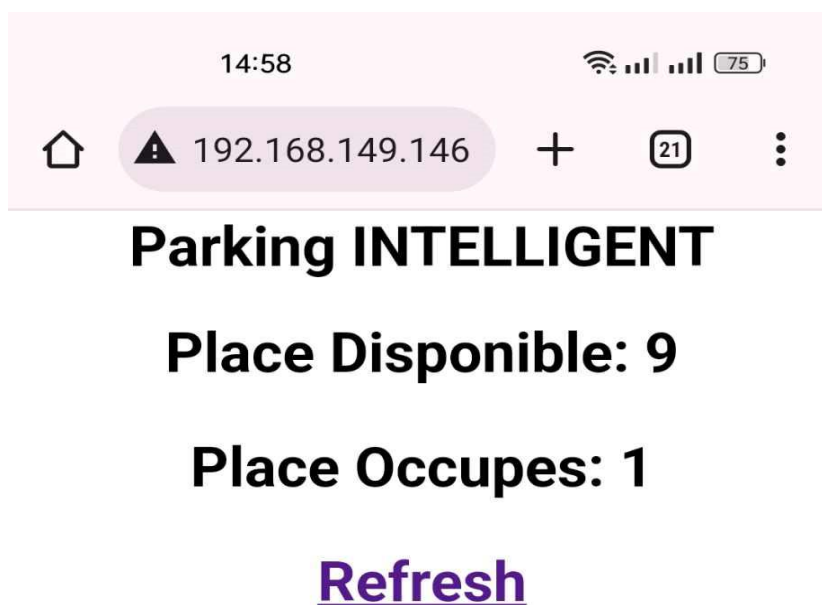 14:58 75
192.168.149.146 21
Parking INTELLIGENT
Place Disponible: 9
Place Occupes: 1
Refresh